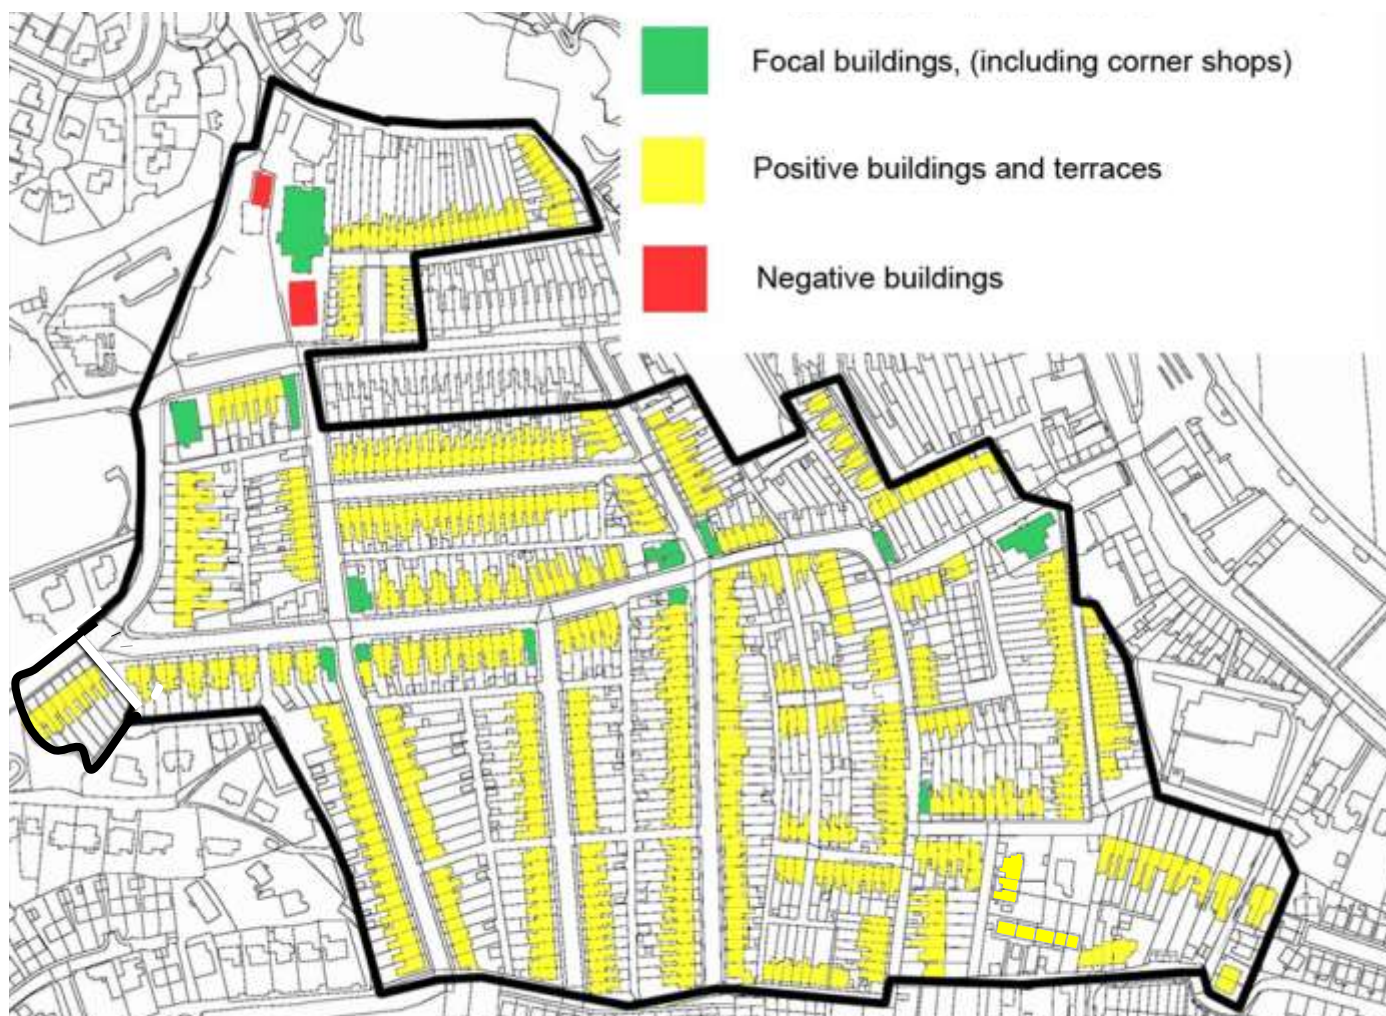 Focal buildings, (including corner shops)
Positive buildings and terraces
Negative buildings